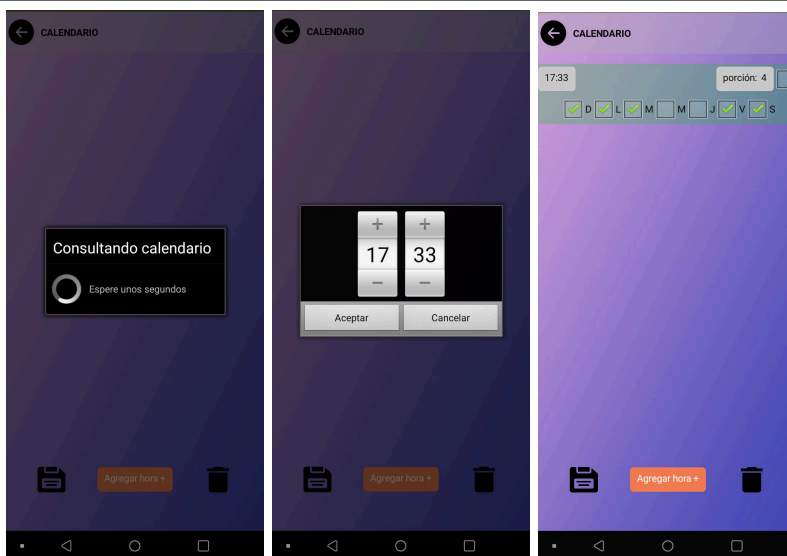 CALENDARIO
Consultando calendario
Espere unos segundos
Agregar hora +
CALENDARIO
+ +
17 33
− −
Aceptar Cancelar
Agregar hora +
CALENDARIO
17:33 porción: 4
D L M M J V S
Agregar hora +